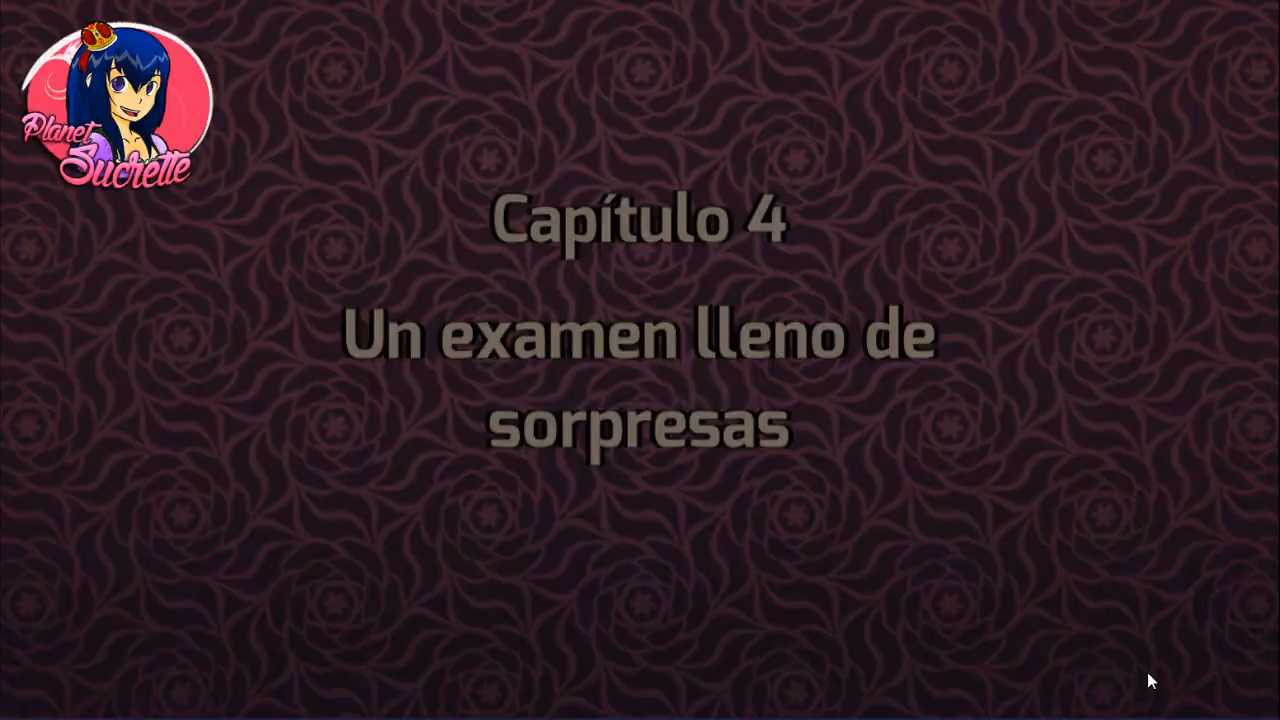 Planet
Sucrette
Capítulo 4
Un examen lleno de
sorpresas